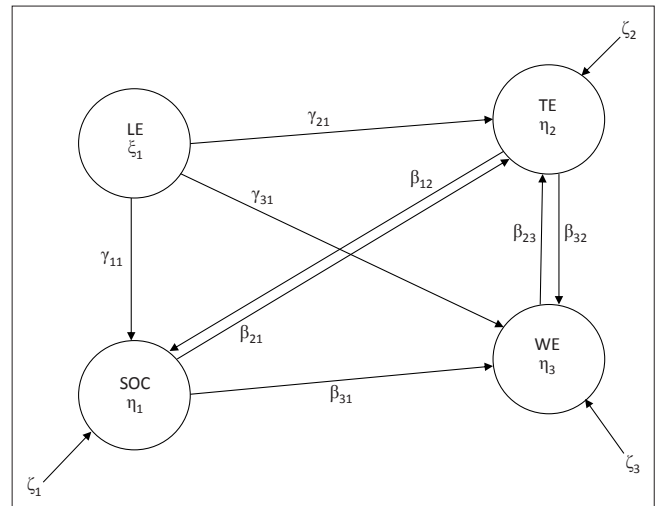 ζ₂
LE
ξ₁
TE
η₂
γ₂₁
β₁₂
γ₃₁
γ₁₁
β₂₃
β₃₂
β₂₁
SOC
η₁
WE
η₃
β₃₁
ζ₁
ζ₃